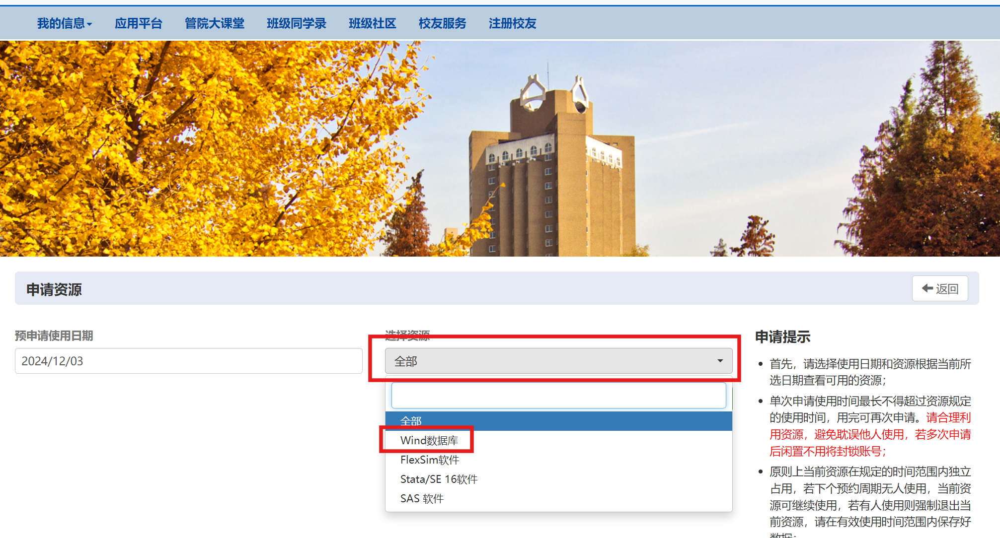 我的信息
应用平台
管院大课堂
班级同学录
班级社区
校友服务
注册校友
申请资源
返回
预申请使用日期
2024/12/03
选择资源
全部
全部
Wind数据库
FlexSim软件
Stata/SE 16软件
SAS 软件
申请提示
首先，请选择使用日期和资源根据当前所
选日期查看可用的资源；
单次申请使用时间最长不得超过资源规定
的使用时间，用完可再次申请。请合理利
用资源，避免耽误他人使用，若多次申请
后闲置不用将封锁账号；
原则上当前资源在规定的时间范围内独立
占用，若下个预约周期无人使用，当前资
源可继续使用，若有人使用则强制退出当
前资源，请在有效使用时间范围内保存好
数据；